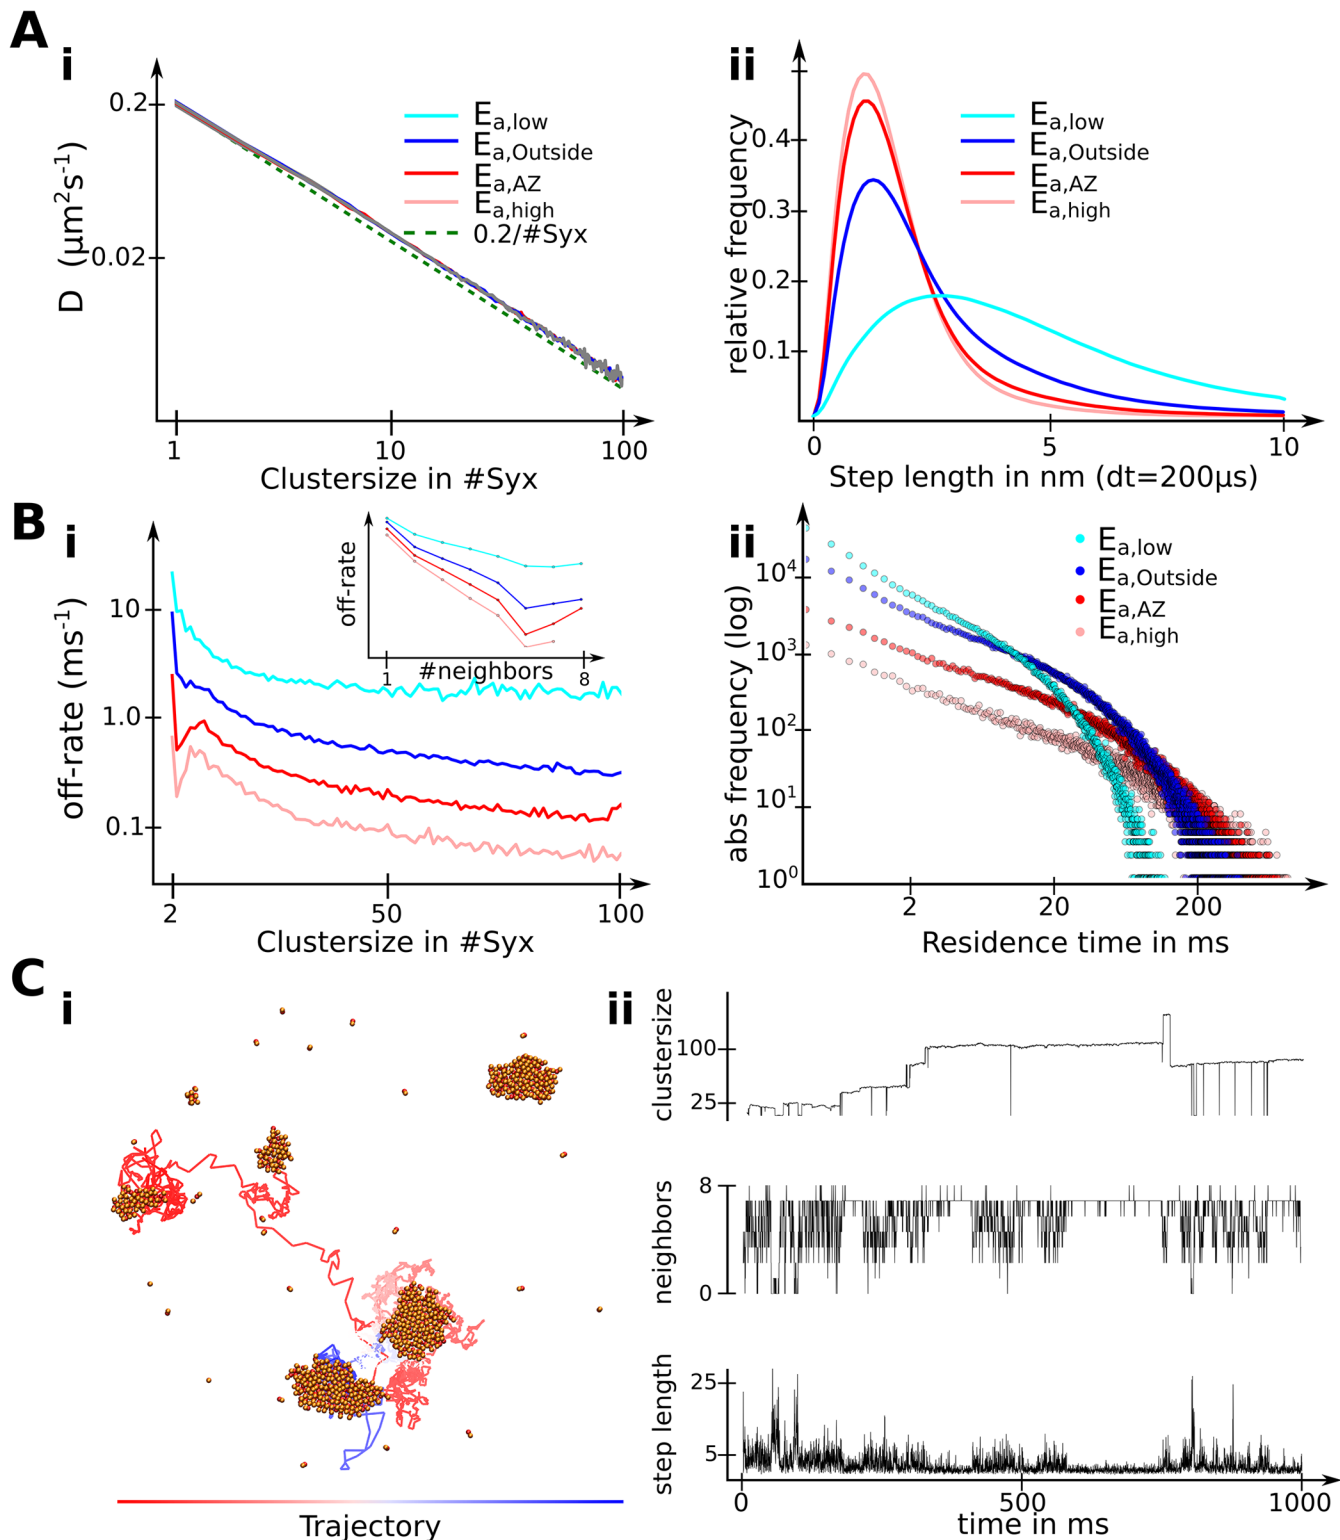 A
i
0.2
0.02
D (μm²s⁻¹)
E a,low
E a,Outside
E a,AZ
E a,high
0.2/#Syx
1 10 100
Clustersize in #Syx
ii
relative frequency
0.4
0.3
0.2
0.1
E a,low
E a,Outside
E a,AZ
E a,high
0 5 10
Step length in nm (dt=200μs)
B
i
off-rate (ms⁻¹)
10
1.0
0.1
off-rate
#neighbors
1 8
2 50 100
Clustersize in #Syx
ii
abs frequency (log)
10⁴
10³
10²
10¹
10⁰
E a,low
E a,Outside
E a,AZ
E a,high
2 20 200
Residence time in ms
C
i
Trajectory
ii
clustersize
100
25
neighbors
8
0
step length
25
5
0 500 1000
time in ms